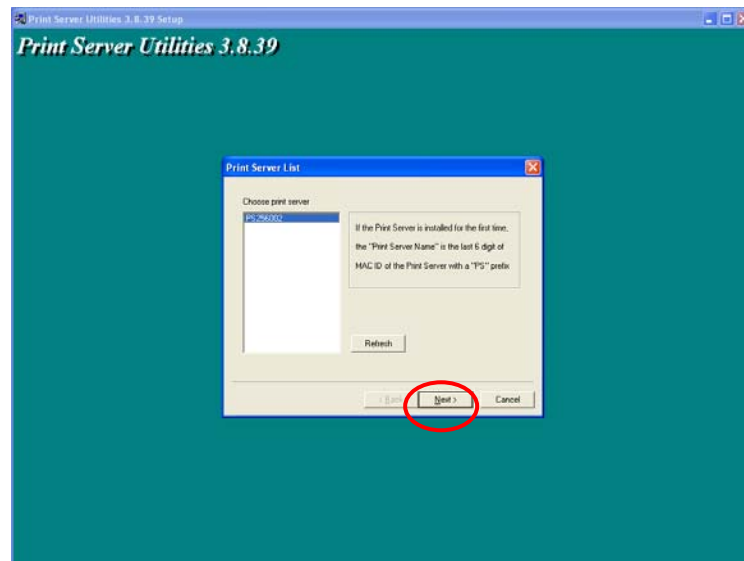 Print Server Utilities 3.8.39 Setup
Print Server Utilities 3.8.39
Print Server List
Choose print server
PS256002
If the Print Server is installed for the first time,
the "Print Server Name" is the last 6 digit of
MAC ID of the Print Server with a "PS" prefix
Refresh
< Back
Next >
Cancel